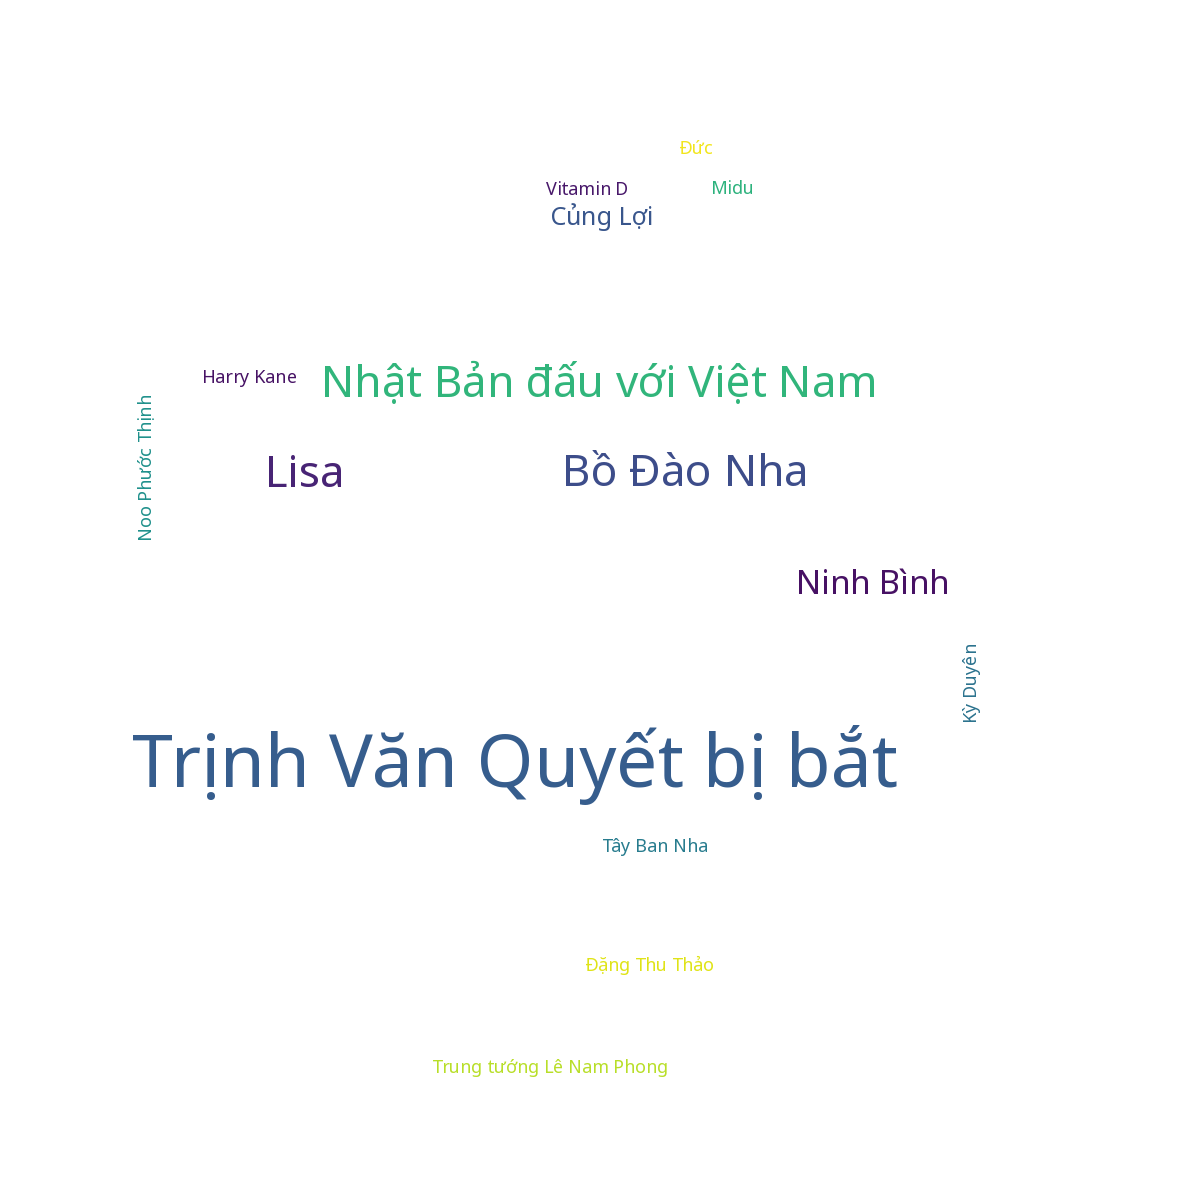 Đức
Vitamin D
Midu
Củng Lợi
Harry Kane
Nhật Bản đấu với Việt Nam
Noo Phước Thịnh
Lisa
Bồ Đào Nha
Ninh Bình
Kỳ Duyên
Trịnh Văn Quyết bị bắt
Tây Ban Nha
Đặng Thu Thảo
Trung tướng Lê Nam Phong